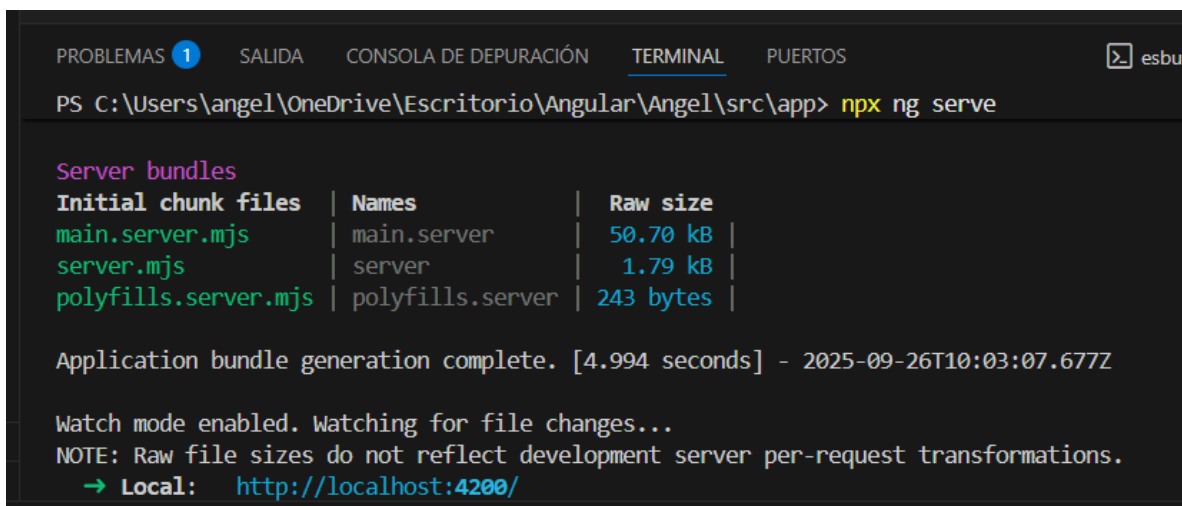 PROBLEMAS 1 SALIDA CONSOLA DE DEPURACIÓN TERMINAL PUERTOS esbu
PS C:\Users\angel\OneDrive\Escritorio\Angular\Angel\src\app> npx ng serve
Server bundles
Initial chunk files | Names | Raw size
main.server.mjs | main.server | 50.70 kB |
server.mjs | server | 1.79 kB |
polyfills.server.mjs | polyfills.server | 243 bytes |
Application bundle generation complete. [4.994 seconds] - 2025-09-26T10:03:07.677Z
Watch mode enabled. Watching for file changes...
NOTE: Raw file sizes do not reflect development server per-request transformations.
➜ Local: http://localhost:4200/